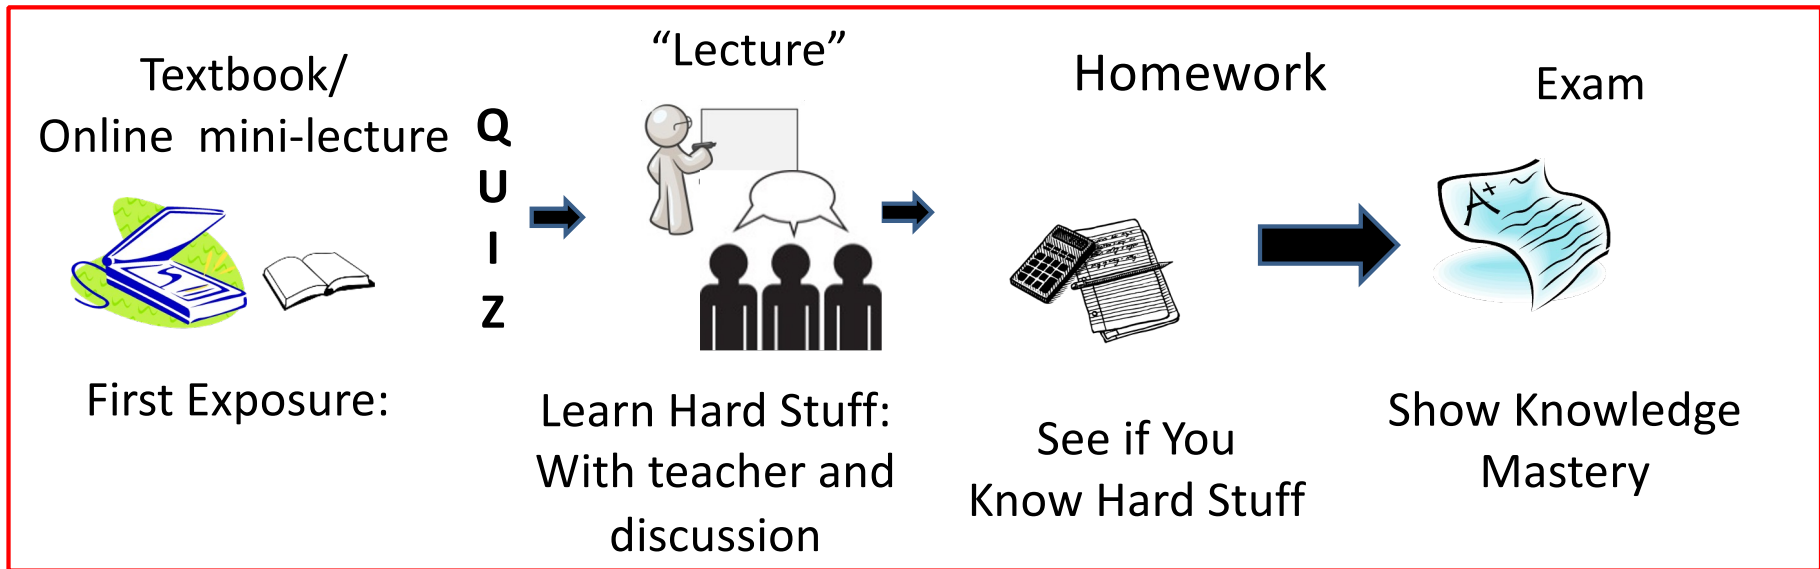 Textbook/
Online  mini-lecture
First Exposure:
Q
U
I
Z
“Lecture”
Learn Hard Stuff:
With teacher and
discussion
Homework
See if You
Know Hard Stuff
Exam
A+
Show Knowledge
Mastery